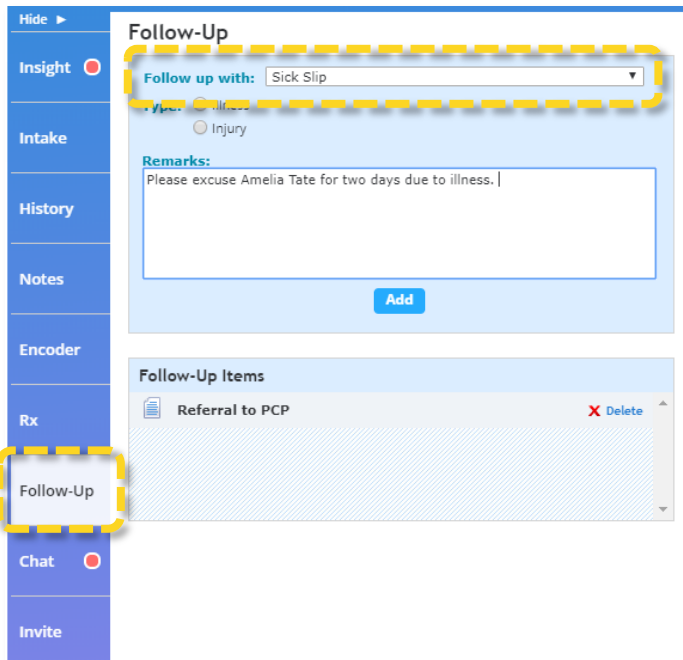 Hide ►
Insight
Intake
History
Notes
Encoder
Rx
Follow-Up
Chat
Invite
Follow-Up
Follow up with: Sick Slip
Type: Illness
Injury
Remarks:
Please excuse Amelia Tate for two days due to illness.
Add
Follow-Up Items
Referral to PCP X Delete